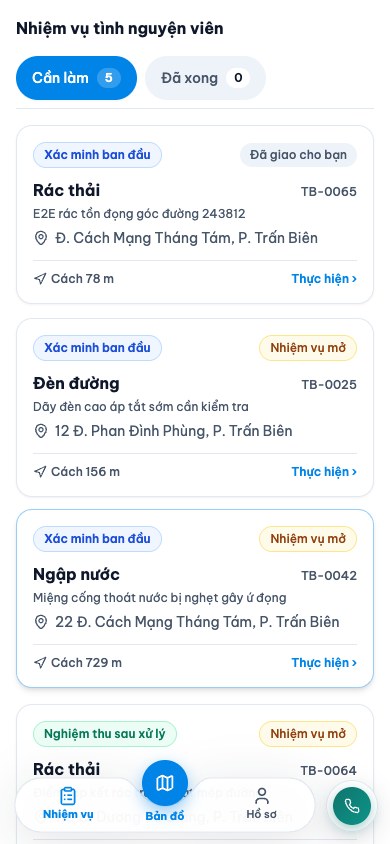 Nhiệm vụ tình nguyện viên
Cần làm 5 Đã xong 0
Xác minh ban đầu Đã giao cho bạn
Rác thải TB-0065
E2E rác tồn đọng góc đường 243812
Đ. Cách Mạng Tháng Tám, P. Trấn Biên
Cách 78 m Thực hiện ›
Xác minh ban đầu Nhiệm vụ mở
Đèn đường TB-0025
Dãy đèn cao áp tắt sớm cần kiểm tra
12 Đ. Phan Đình Phùng, P. Trấn Biên
Cách 156 m Thực hiện ›
Xác minh ban đầu Nhiệm vụ mở
Ngập nước TB-0042
Miệng cống thoát nước bị nghẹt gây ứ đọng
22 Đ. Cách Mạng Tháng Tám, P. Trấn Biên
Cách 729 m Thực hiện ›
Nghiệm thu sau xử lý Nhiệm vụ mở
Rác thải TB-0064
Nhiệm vụ Bản đồ Hồ sơ